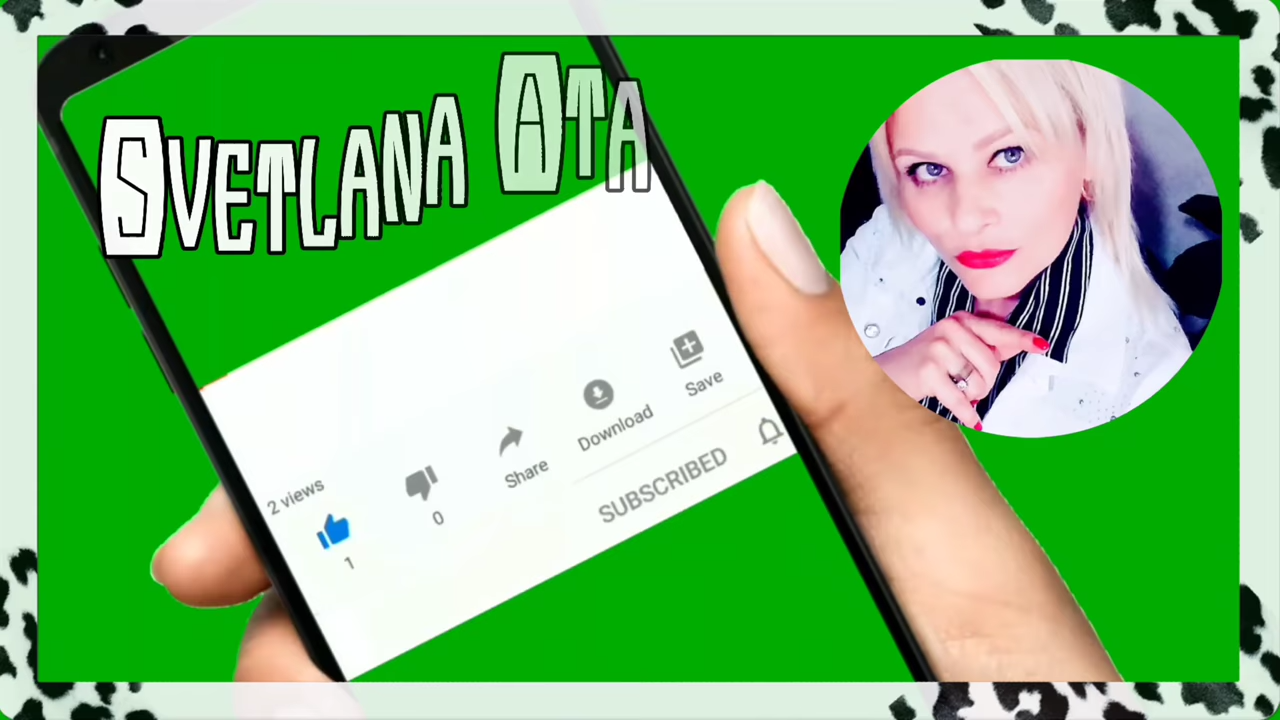 Svetlana Ata
2 views
1
0
Share
Download
Save
SUBSCRIBED